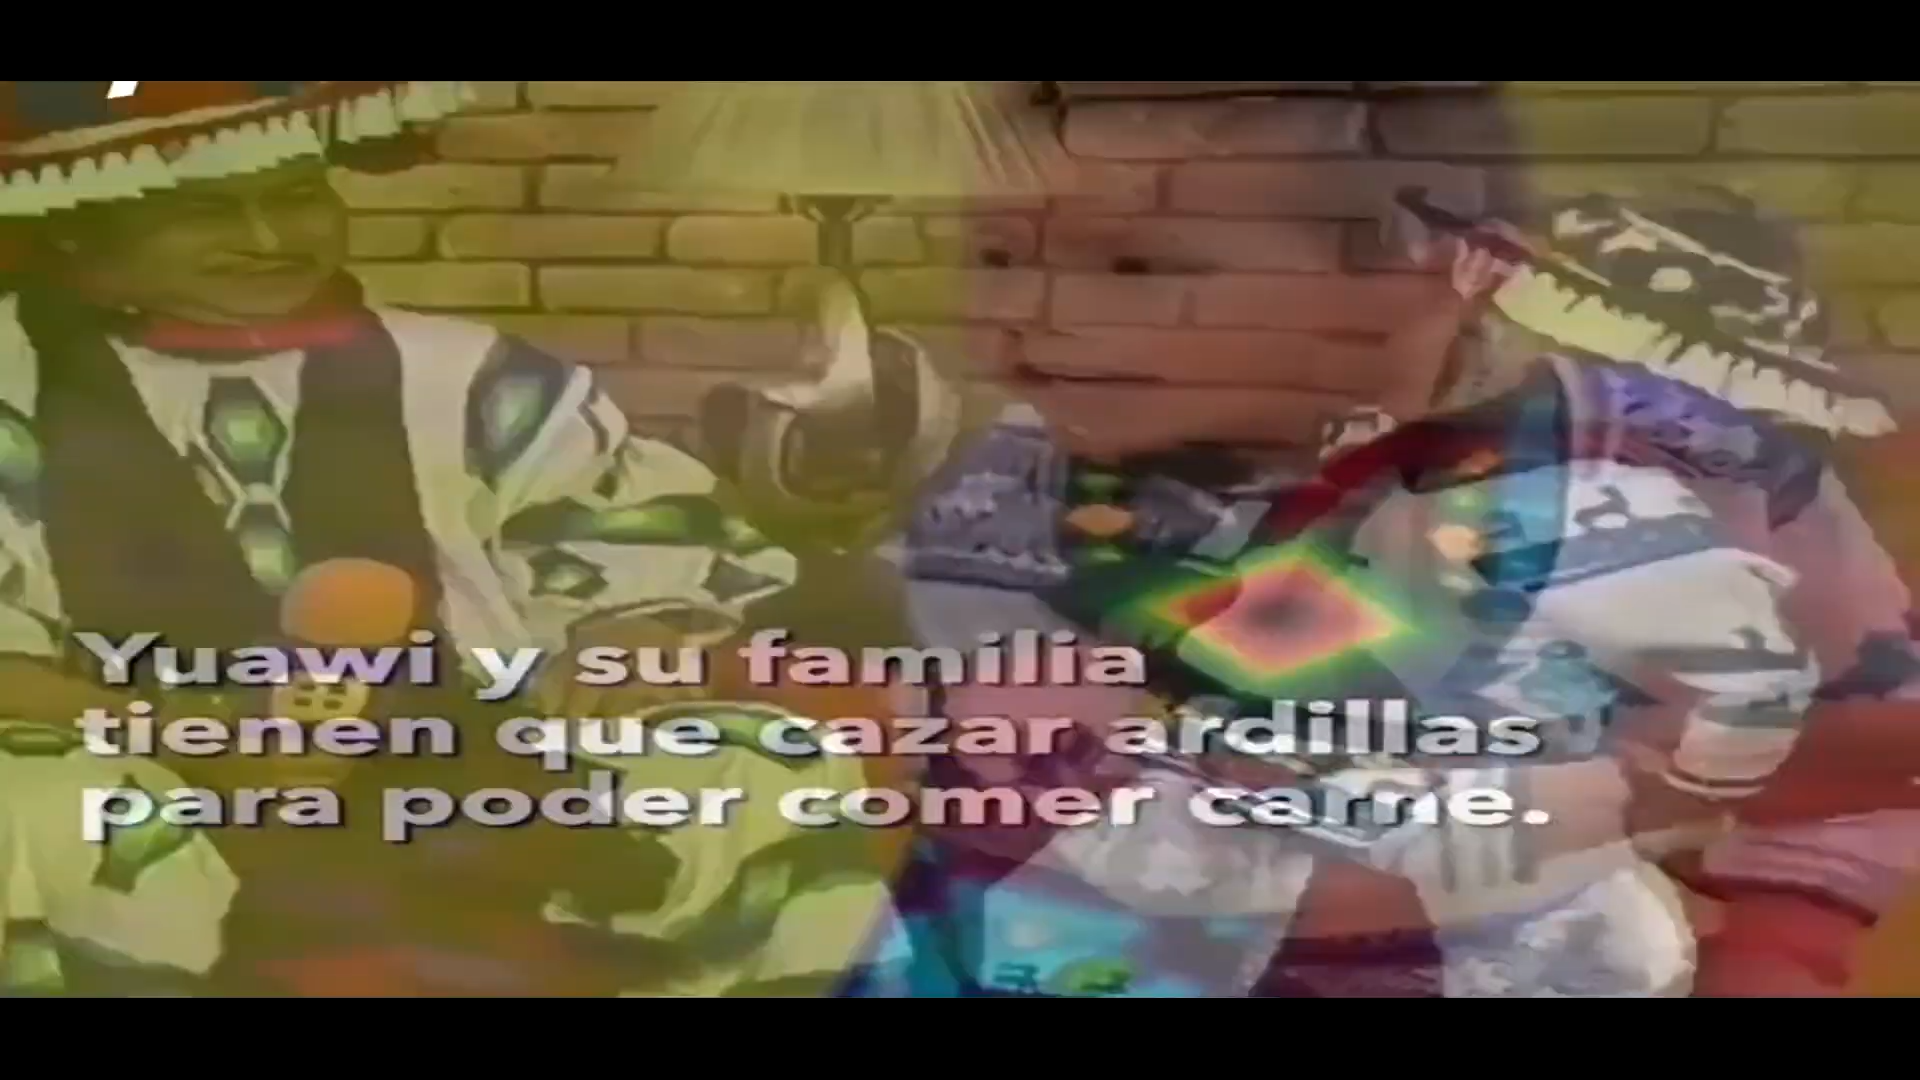 Yuawi y su familia
tienen que cazar ardillas
para poder comer carne.